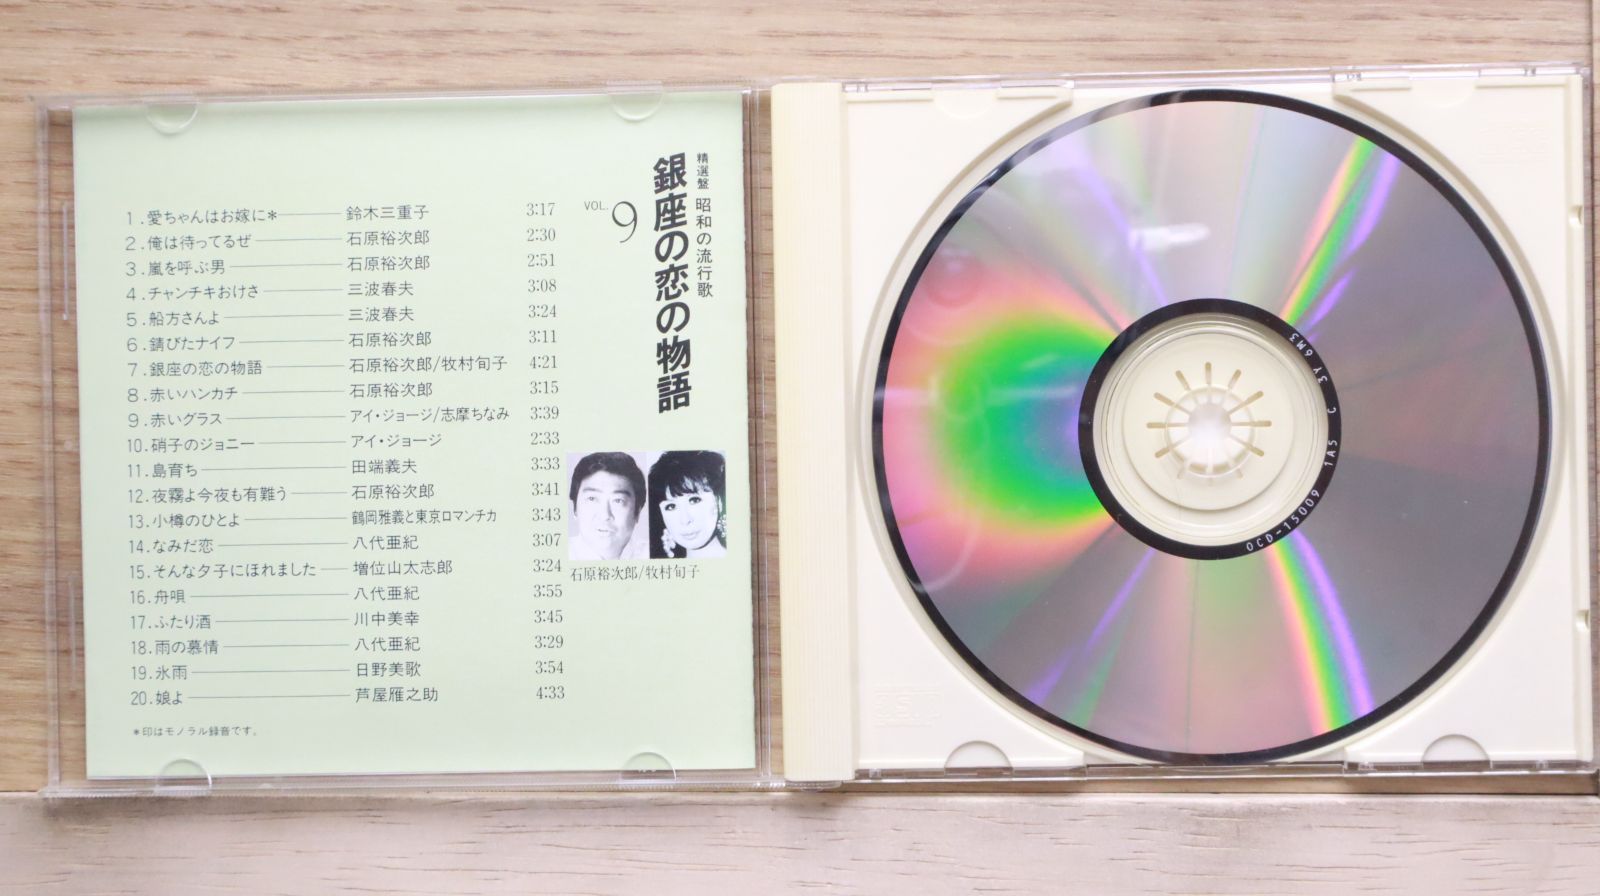 精選盤 昭和の流行歌
銀座の恋の物語
VOL. 9
1.愛ちゃんはお嫁に* 鈴木三重子 3:17
2.俺は待ってるぜ 石原裕次郎 2:30
3.嵐を呼ぶ男 石原裕次郎 2:51
4.チャンチキおけさ 三波春夫 3:08
5.船方さんよ 三波春夫 3:24
6.錆びたナイフ 石原裕次郎 3:11
7.銀座の恋の物語 石原裕次郎/牧村旬子 4:21
8.赤いハンカチ 石原裕次郎 3:15
9.赤いグラス アイ・ジョージ/志摩ちなみ 3:39
10.硝子のジョニー アイ・ジョージ 2:33
11.島育ち 田端義夫 3:33
12.夜霧よ今夜も有難う 石原裕次郎 3:41
13.小樽のひとよ 鶴岡雅義と東京ロマンチカ 3:43
14.なみだ恋 八代亜紀 3:07
15.そんな夕子にほれました 増位山太志郎 3:24
16.舟唄 八代亜紀 3:55
17.ふたり酒 川中美幸 3:45
18.雨の慕情 八代亜紀 3:29
19.氷雨 日野美歌 3:54
20.娘よ 芦屋雁之助 4:33
*印はモノラル録音です。
石原裕次郎/牧村旬子
OCD-15009 1A5 C 3Y 6M3